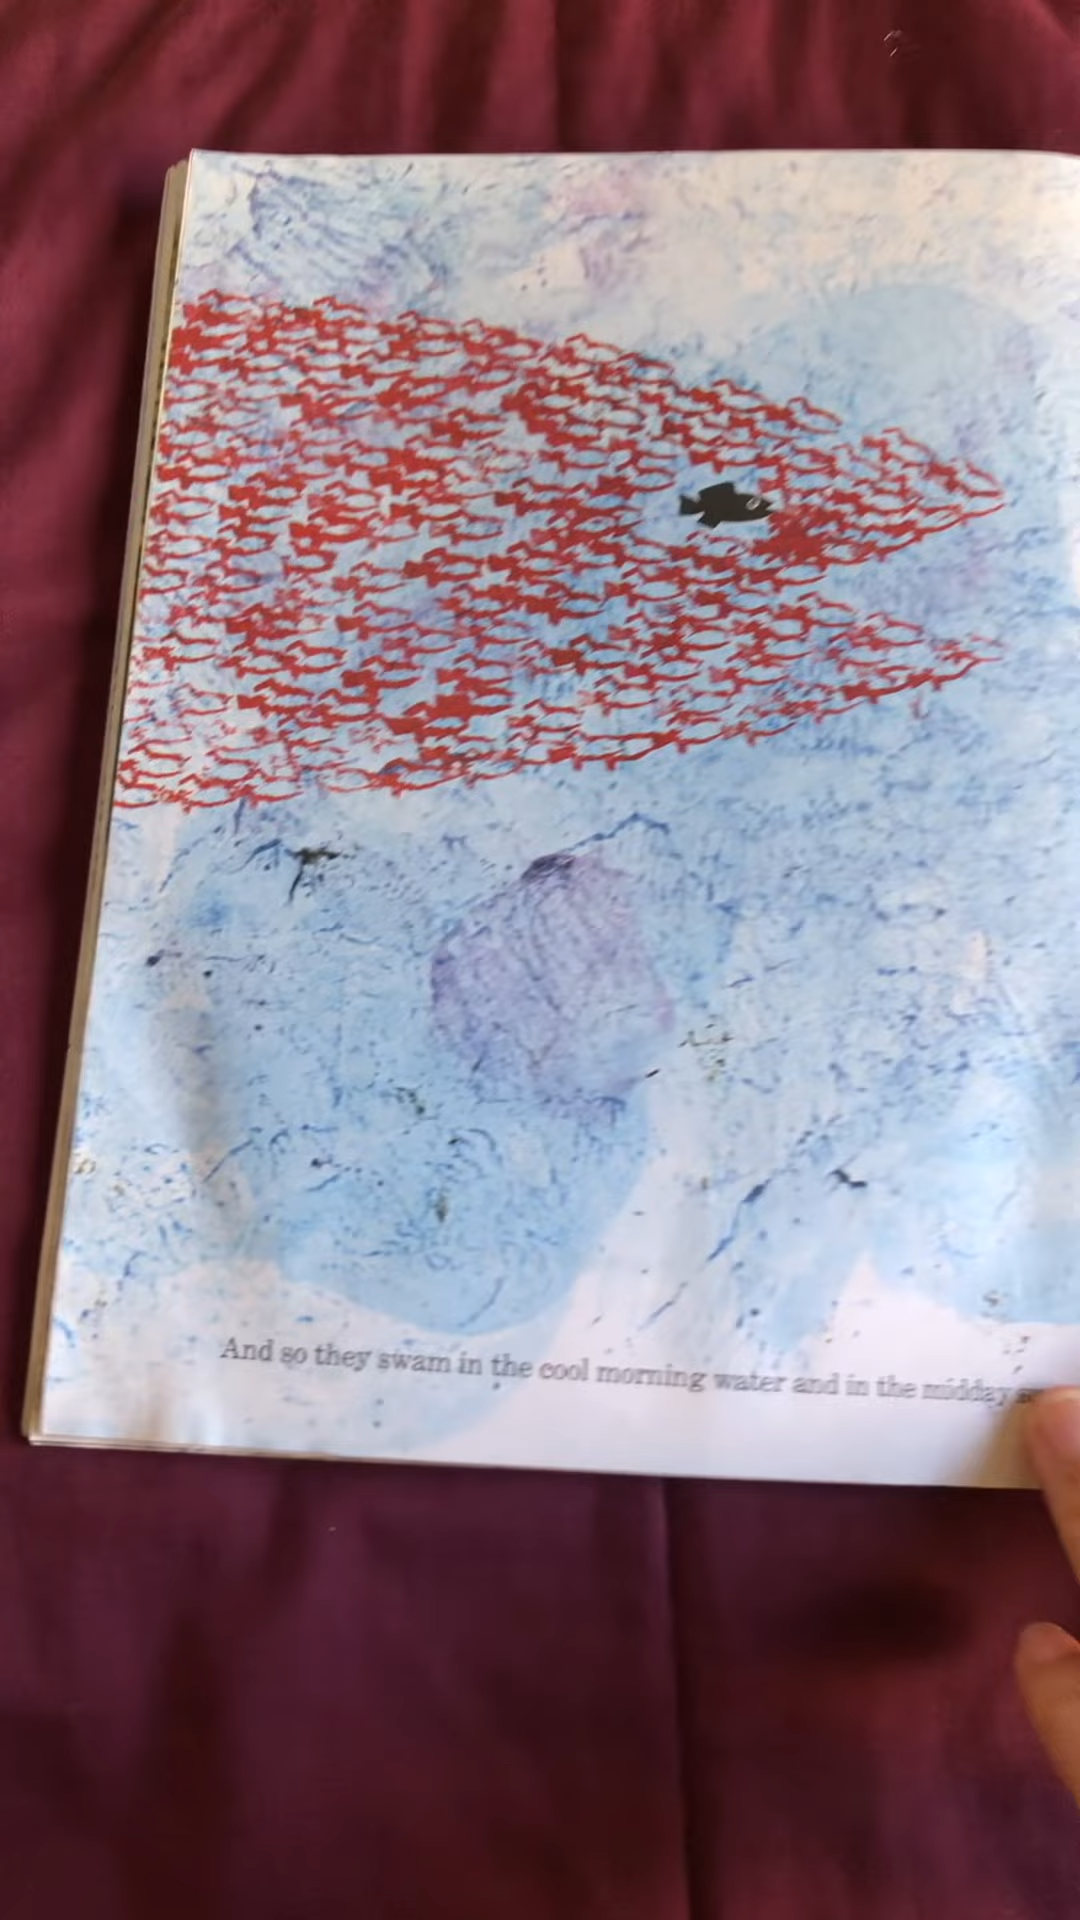 And so they swam in the cool morning water and in the midday